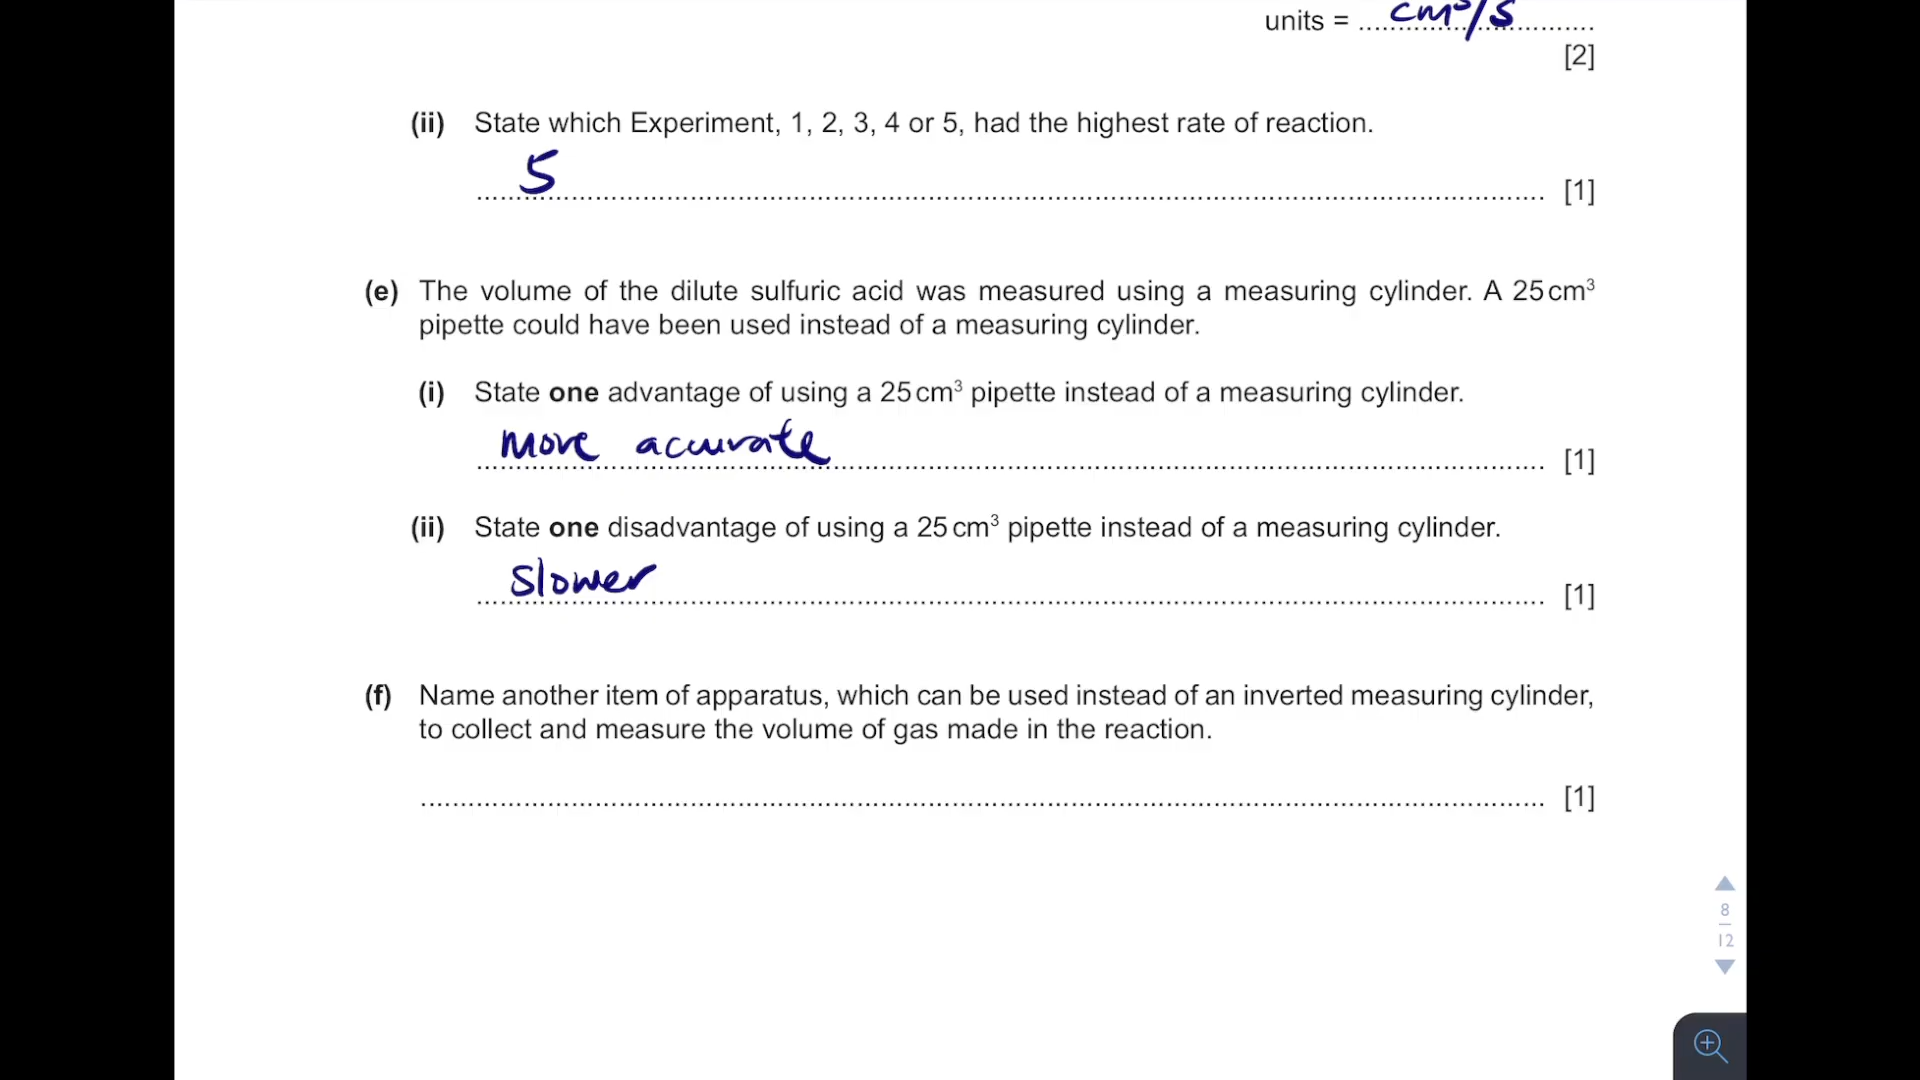 units = .......cm³/s.......
[2]
(ii) State which Experiment, 1, 2, 3, 4 or 5, had the highest rate of reaction.
5
[1]
(e) The volume of the dilute sulfuric acid was measured using a measuring cylinder. A 25 cm³
pipette could have been used instead of a measuring cylinder.
(i) State one advantage of using a 25 cm³ pipette instead of a measuring cylinder.
more accurate
[1]
(ii) State one disadvantage of using a 25 cm³ pipette instead of a measuring cylinder.
slower
[1]
(f) Name another item of apparatus, which can be used instead of an inverted measuring cylinder,
to collect and measure the volume of gas made in the reaction.
[1]
8
12